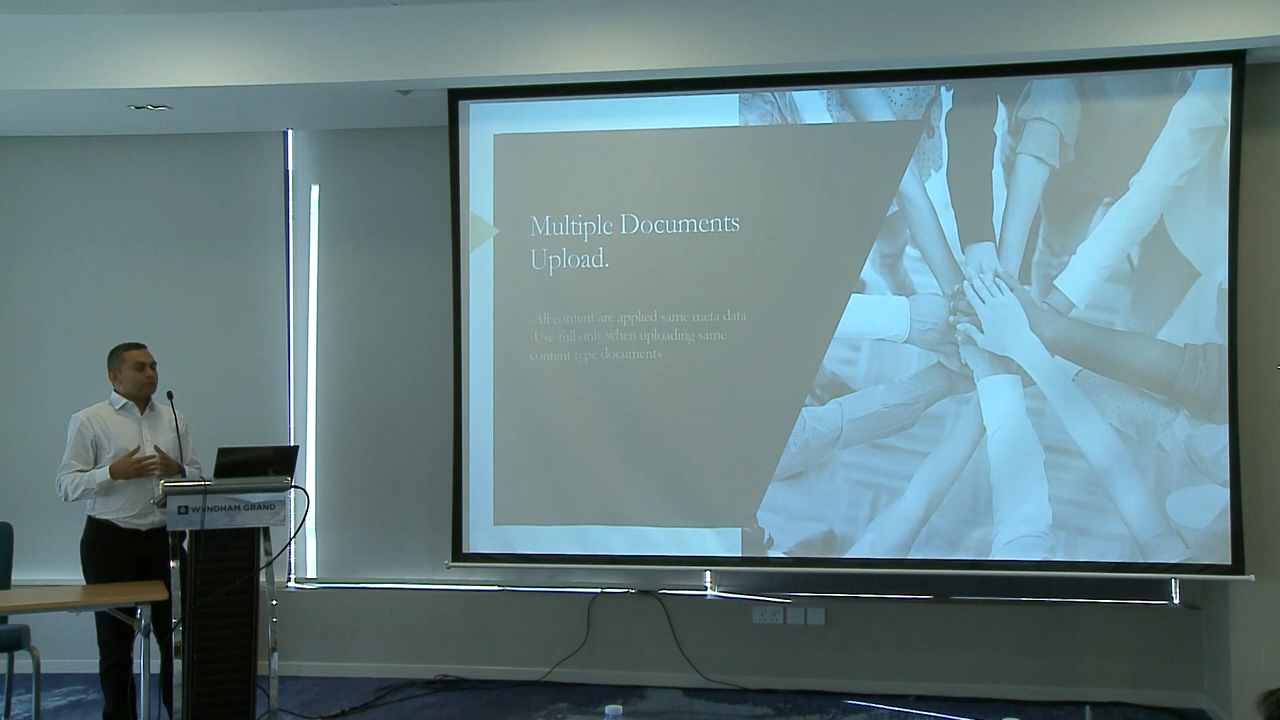 Multiple Documents
Upload.
-All content are applied same meta data
-Use full only when uploading same
content type documents
WYNDHAM GRAND